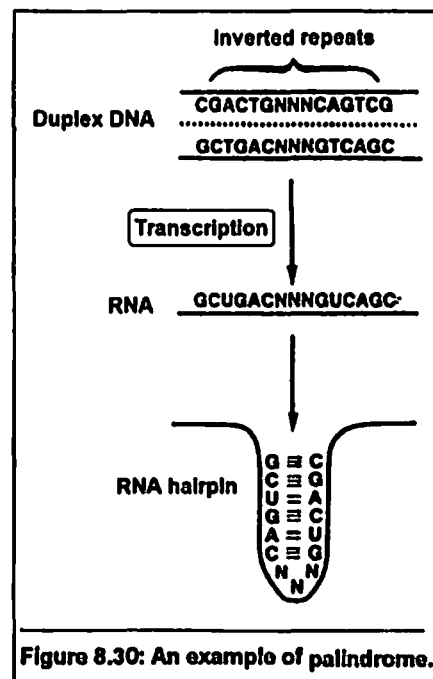 Inverted repeats
CGACTGNNNCAGTCG
Duplex DNA
GCTGACNNNGTCAGC
Transcription
RNA
GCUGACNNNGUCAGC
RNA hairpin
G ≡ C
C ≡ G
U = A
G ≡ C
A = U
C ≡ G
N N
N
Figure 8.30: An example of palindrome.